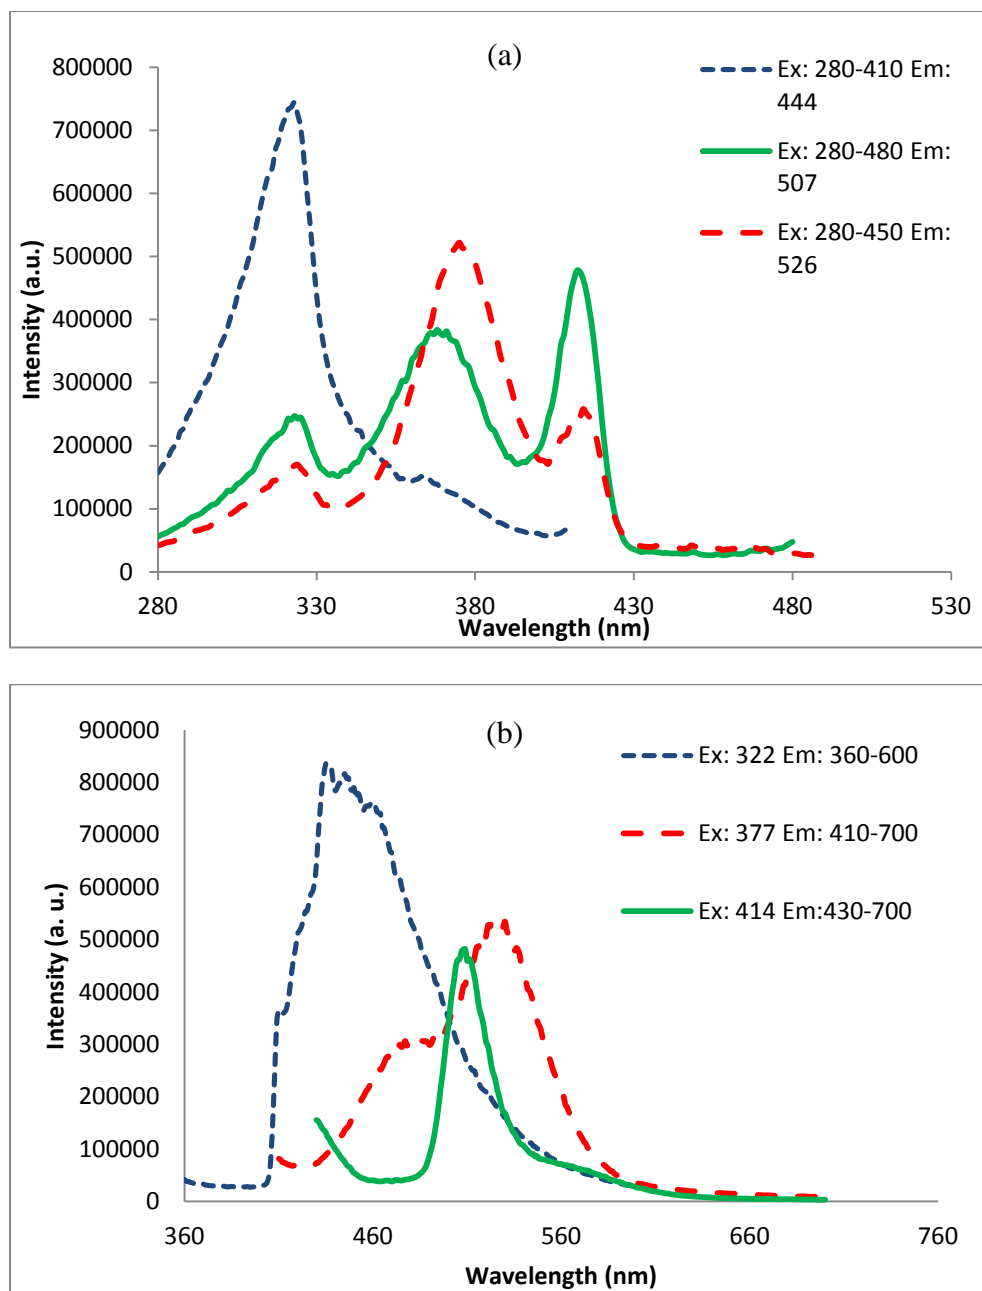 (a)
800000
700000
600000
500000
400000
300000
200000
100000
0
Intensity (a.u.)
280
330
380
430
480
530
Wavelength (nm)
Ex: 280-410 Em:
444
Ex: 280-480 Em:
507
Ex: 280-450 Em:
526
(b)
900000
800000
700000
600000
500000
400000
300000
200000
100000
0
Intensity (a. u.)
360
460
560
660
760
Wavelength (nm)
Ex: 322 Em: 360-600
Ex: 377 Em: 410-700
Ex: 414 Em:430-700